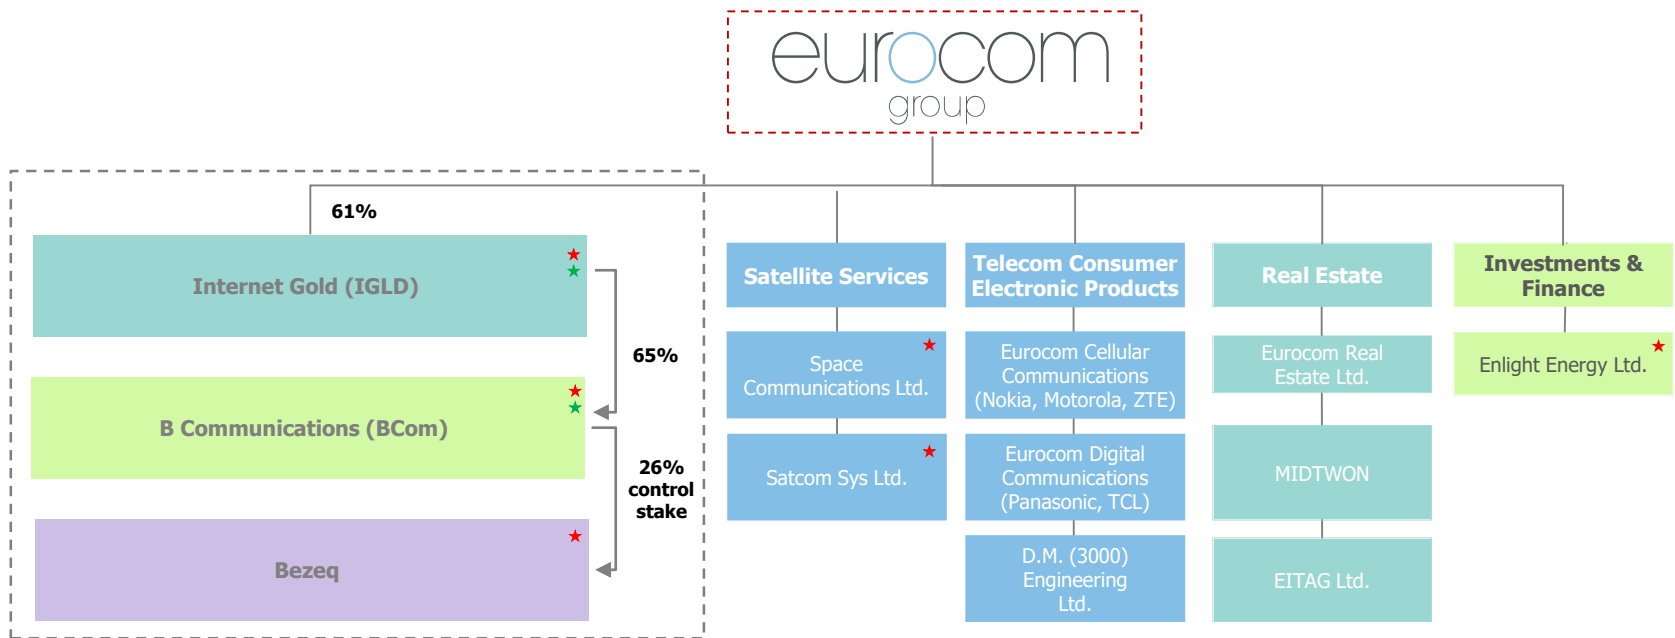 eurocom
group
61%
Internet Gold (IGLD)
65%
B Communications (BCom)
26%
control
stake
Bezeq
Satellite Services
Space
Communications Ltd.
Satcom Sys Ltd.
Telecom Consumer
Electronic Products
Eurocom Cellular
Communications
(Nokia, Motorola, ZTE)
Eurocom Digital
Communications
(Panasonic, TCL)
D.M. (3000)
Engineering
Ltd.
Real Estate
Eurocom Real
Estate Ltd.
MIDTWON
EITAG Ltd.
Investments &
Finance
Enlight Energy Ltd.